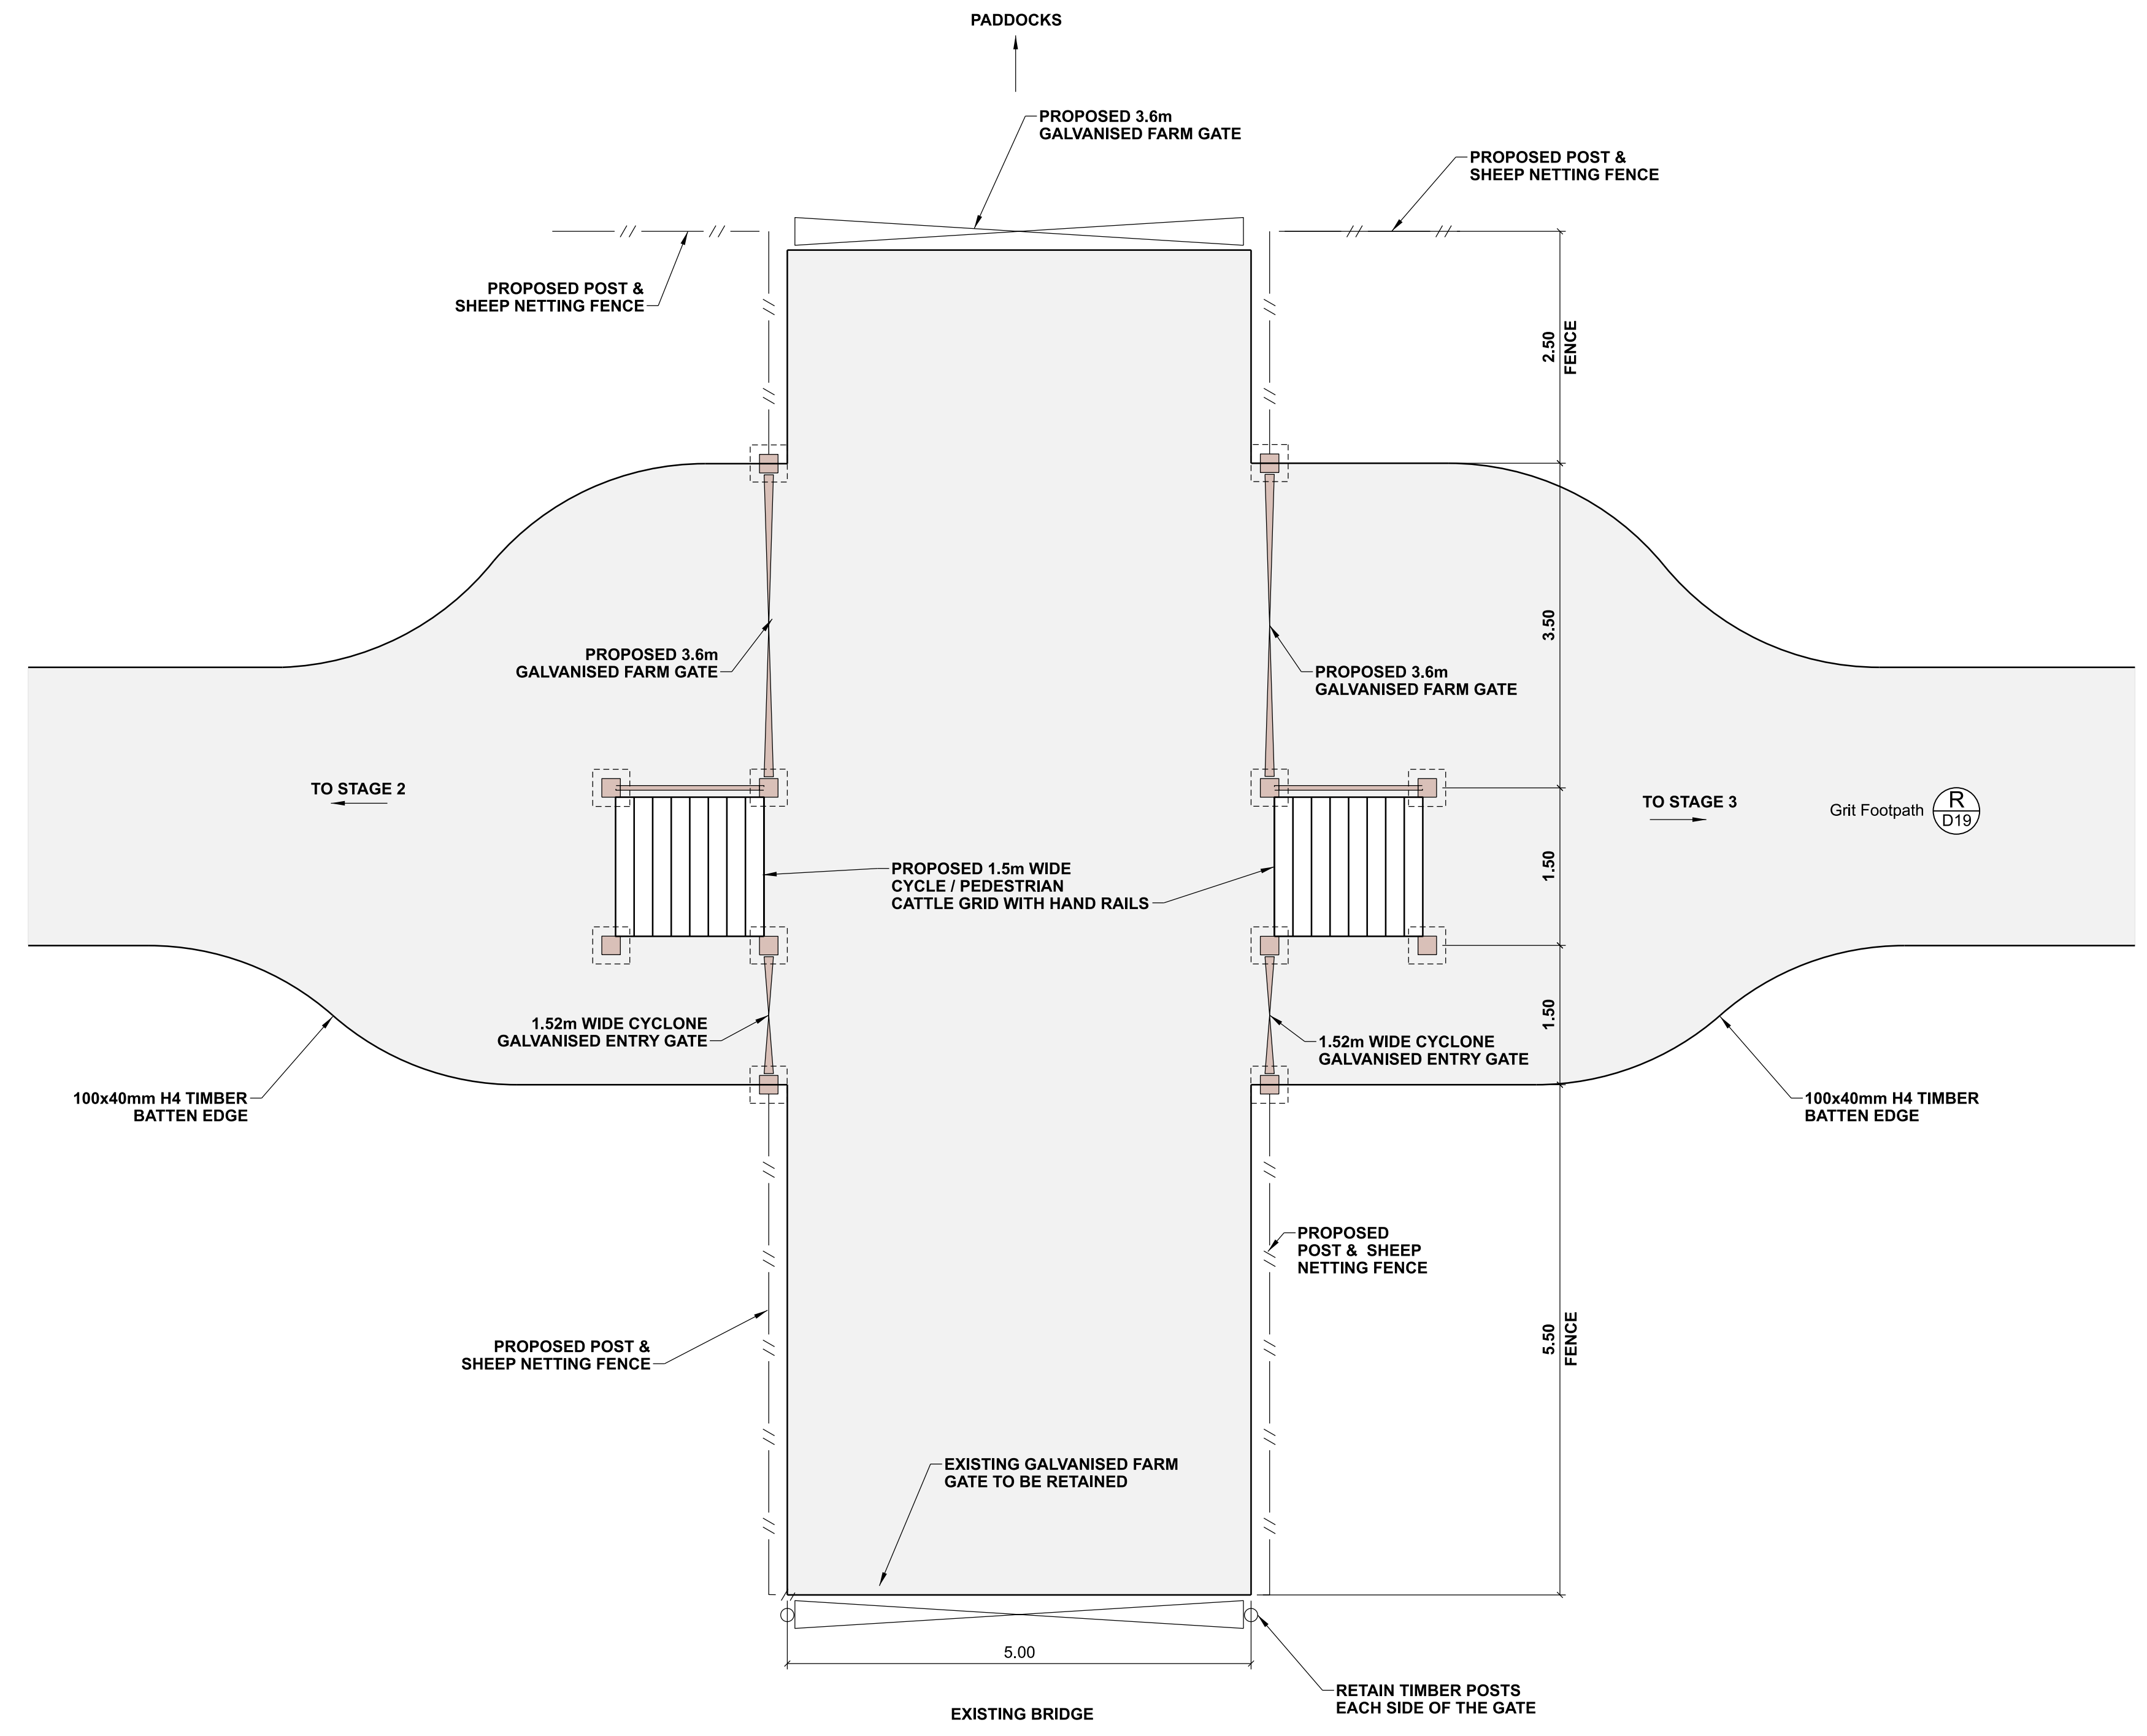 PADDOCKS
PROPOSED 3.6m
GALVANISED FARM GATE
PROPOSED POST &
SHEEP NETTING FENCE
PROPOSED POST &
SHEEP NETTING FENCE
2.50
FENCE
PROPOSED 3.6m
GALVANISED FARM GATE
PROPOSED 3.6m
GALVANISED FARM GATE
3.50
TO STAGE 2
TO STAGE 3
Grit Footpath
R
D19
PROPOSED 1.5m WIDE
CYCLE / PEDESTRIAN
CATTLE GRID WITH HAND RAILS
1.50
1.52m WIDE CYCLONE
GALVANISED ENTRY GATE
1.52m WIDE CYCLONE
GALVANISED ENTRY GATE
1.50
100x40mm H4 TIMBER
BATTEN EDGE
100x40mm H4 TIMBER
BATTEN EDGE
PROPOSED
POST & SHEEP
NETTING FENCE
PROPOSED POST &
SHEEP NETTING FENCE
5.50
FENCE
EXISTING GALVANISED FARM
GATE TO BE RETAINED
5.00
RETAIN TIMBER POSTS
EACH SIDE OF THE GATE
EXISTING BRIDGE